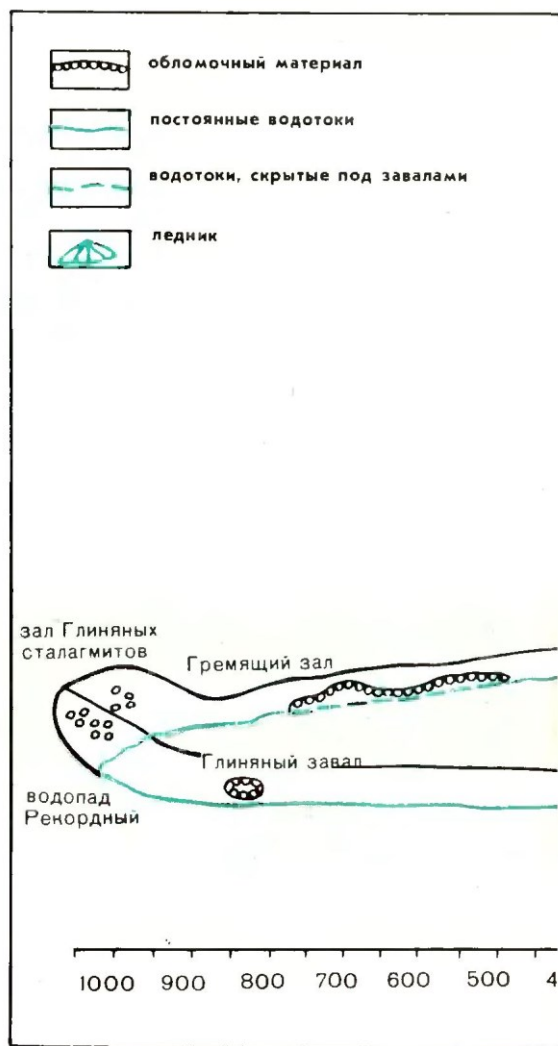 обломочный материал
постоянные водотоки
водотоки, скрытые под завалами
ледник
зал Глиняных
сталагмитов
Гремящий зал
Глиняный завал
водопад
Рекордный
1000 900 800 700 600 500 4